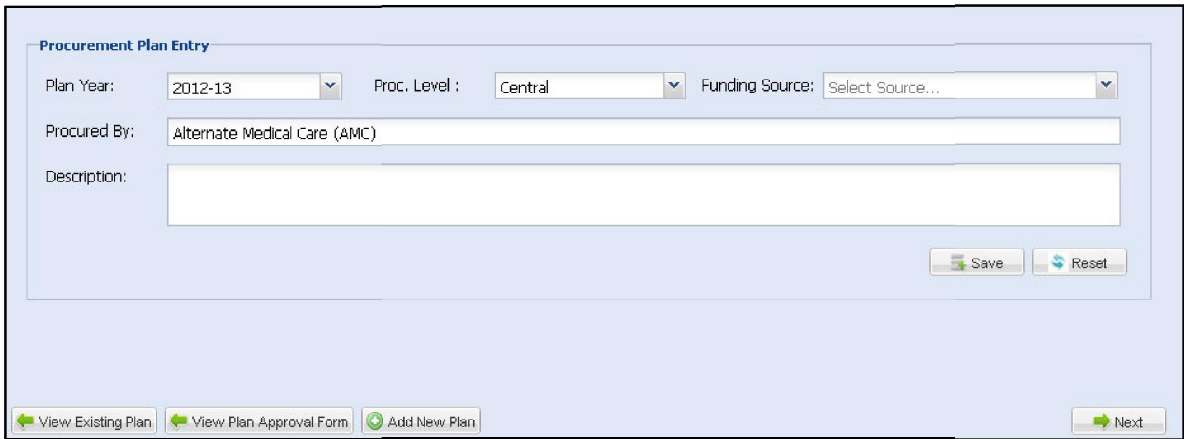 Procurement Plan Entry
Plan Year: 2012-13 Proc. Level : Central Funding Source: Select Source...
Procured By: Alternate Medical Care (AMC)
Description:
Save Reset
View Existing Plan View Plan Approval Form Add New Plan Next